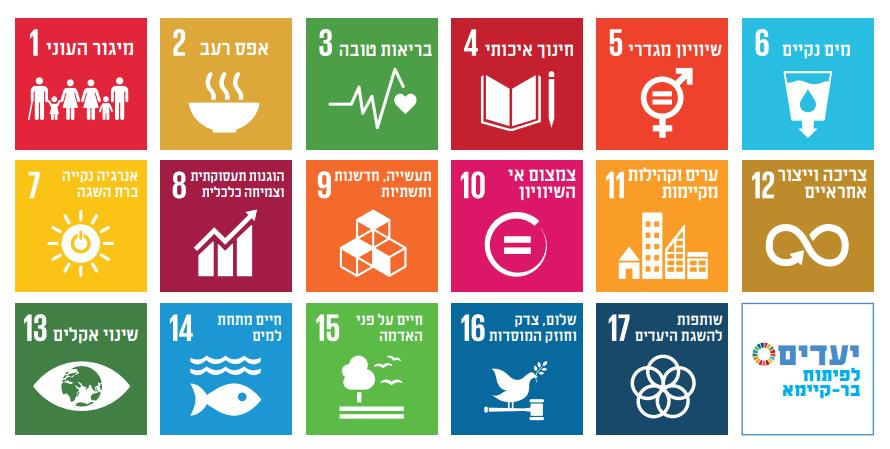 1 מיגור העוני
2 אפס רעב
3 בריאות טובה
4 חינוך איכותי
5 שיוויון מגדרי
6 מים נקיים
7 אנרגיה נקייה
ברת השגה
8 הוגנות תעסוקתית
וצמיחה כלכלית
9 תעשייה, חדשנות
ותשתיות
10 צמצום אי
השיוויון
11 ערים וקהילות
מקיימות
12 צריכה וייצור
אחראיים
13 שינוי אקלים
14 חיים מתחת
למים
15 חיים על פני
האדמה
16 שלום, צדק
וחוזק המוסדות
17 שותפות
להשגת היעדים
יעדים
לפיתוח
בר-קיימא